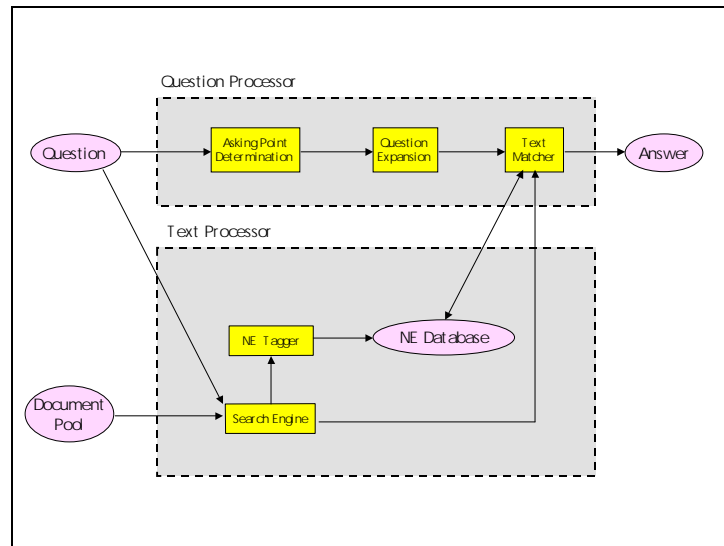 Question Processor
Question
Asking Point
Determination
Question
Expansion
Text
Matcher
Answer
Text Processor
NE Tagger
NE Database
Document
Pool
Search Engine